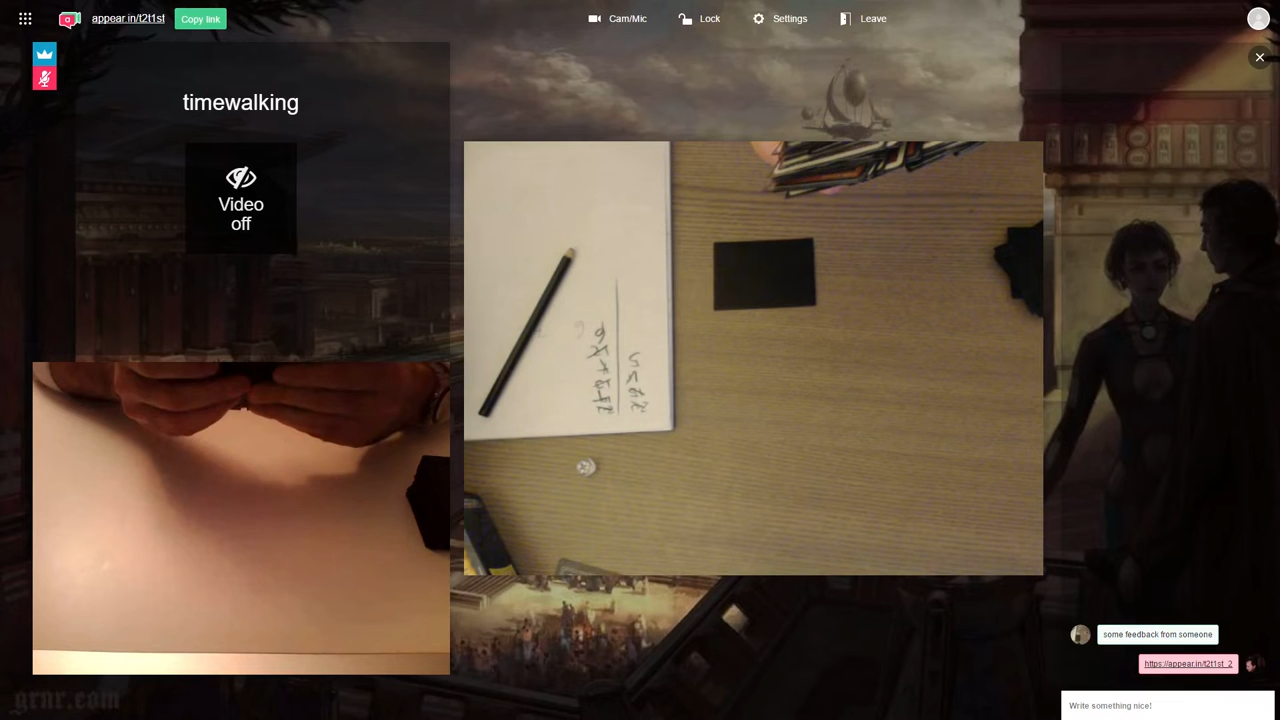 appear.in/t2t1st
Copy link
Cam/Mic
Lock
Settings
Leave
timewalking
Video
off
some feedback from someone
https://appear.in/t2t1st_2
Write something nice!
grnr.com